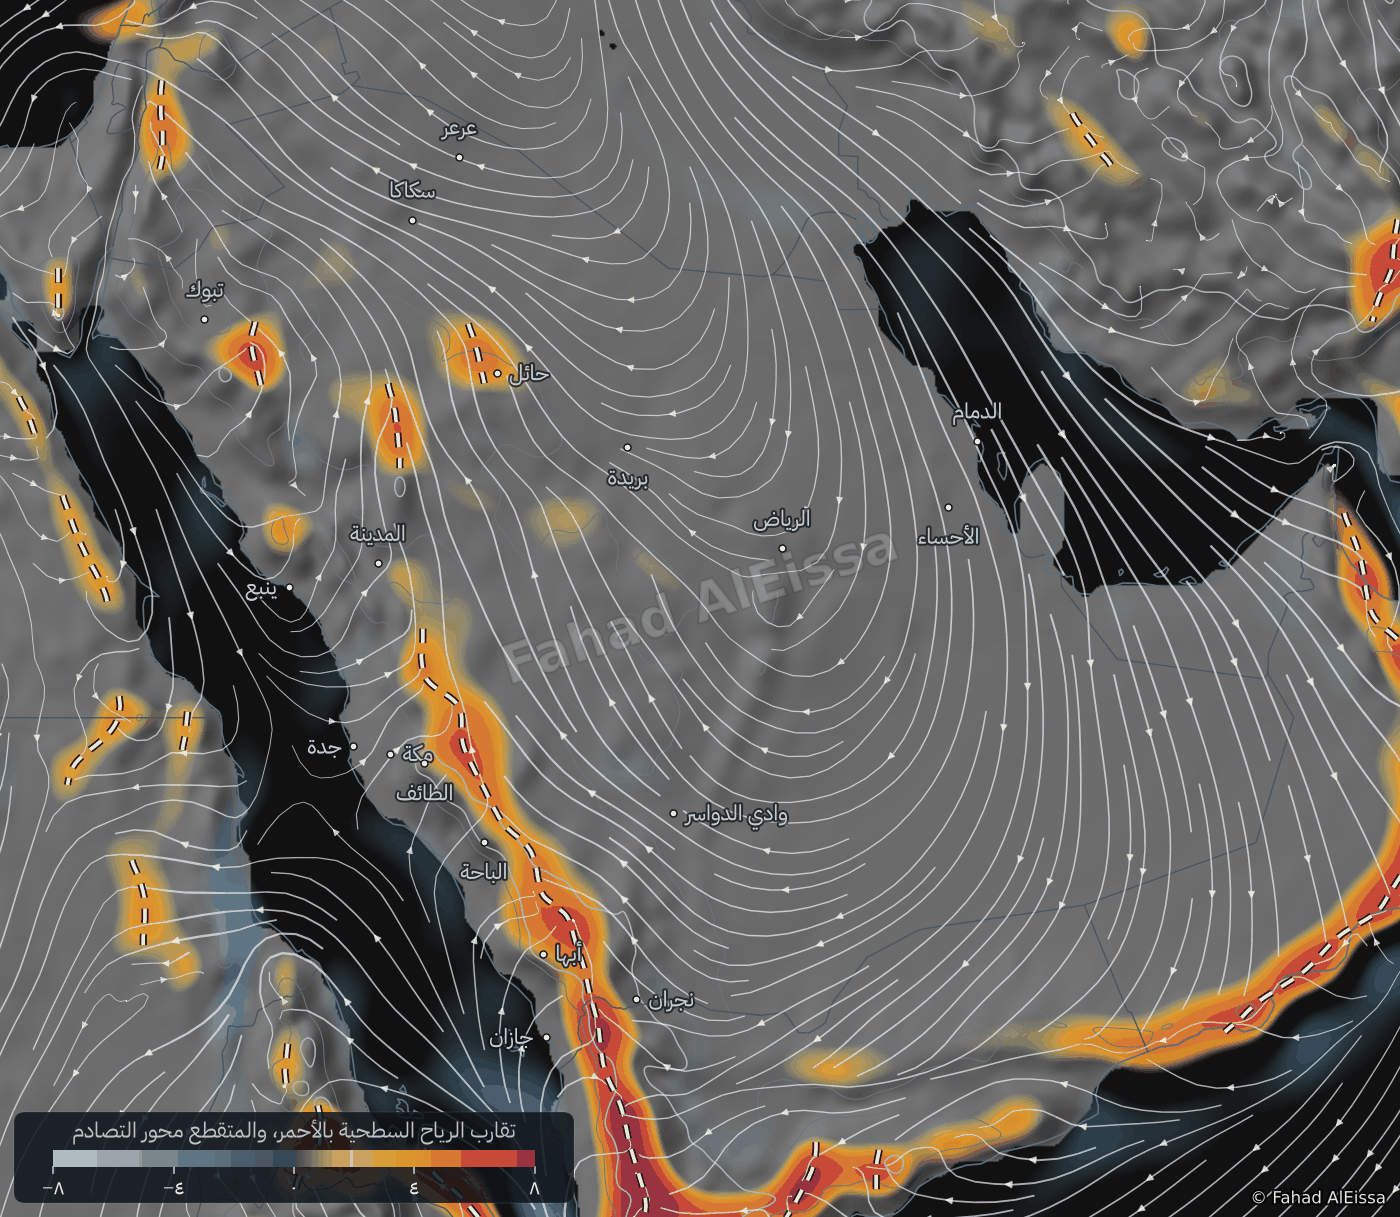 عرعر
سكاكا
تبوك
حائل
الدمام
بريدة
الرياض
الأحساء
المدينة
ينبع
Fahad AlEissa
جدة
مكة
الطائف
وادي الدواسر
الباحة
أبها
نجران
جازان
تقارب الرياح السطحية بالأحمر، والمتقطع محور التصادم
−٨ −٤ ٠ ٤ ٨
© Fahad AlEissa